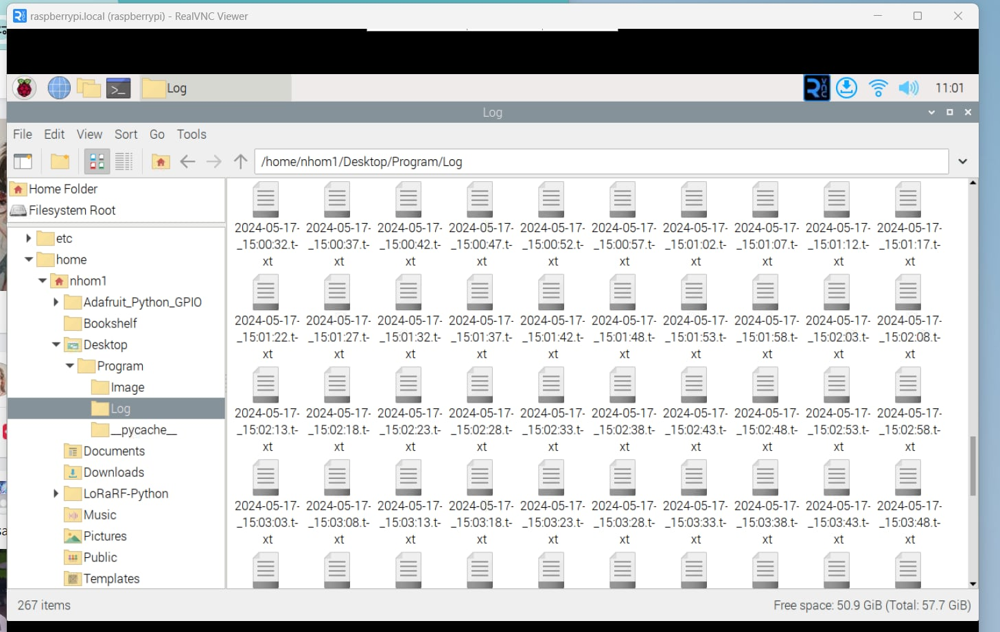 raspberrypi.local (raspberrypi) - RealVNC Viewer
Log
11:01
Log
File Edit View Sort Go Tools
/home/nhom1/Desktop/Program/Log
Home Folder
Filesystem Root
etc
home
nhom1
Adafruit_Python_GPIO
Bookshelf
Desktop
Program
Image
Log
__pycache__
Documents
Downloads
LoRaRF-Python
Music
Pictures
Public
Templates
2024-05-17- 2024-05-17- 2024-05-17- 2024-05-17- 2024-05-17- 2024-05-17- 2024-05-17- 2024-05-17- 2024-05-17- 2024-05-17-
_15:00:32.t- _15:00:37.t- _15:00:42.t- _15:00:47.t- _15:00:52.t- _15:00:57.t- _15:01:02.t- _15:01:07.t- _15:01:12.t- _15:01:17.t-
xt xt xt xt xt xt xt xt xt xt
2024-05-17- 2024-05-17- 2024-05-17- 2024-05-17- 2024-05-17- 2024-05-17- 2024-05-17- 2024-05-17- 2024-05-17- 2024-05-17-
_15:01:22.t- _15:01:27.t- _15:01:32.t- _15:01:37.t- _15:01:42.t- _15:01:48.t- _15:01:53.t- _15:01:58.t- _15:02:03.t- _15:02:08.t-
xt xt xt xt xt xt xt xt xt xt
2024-05-17- 2024-05-17- 2024-05-17- 2024-05-17- 2024-05-17- 2024-05-17- 2024-05-17- 2024-05-17- 2024-05-17- 2024-05-17-
_15:02:13.t- _15:02:18.t- _15:02:23.t- _15:02:28.t- _15:02:33.t- _15:02:38.t- _15:02:43.t- _15:02:48.t- _15:02:53.t- _15:02:58.t-
xt xt xt xt xt xt xt xt xt xt
2024-05-17- 2024-05-17- 2024-05-17- 2024-05-17- 2024-05-17- 2024-05-17- 2024-05-17- 2024-05-17- 2024-05-17- 2024-05-17-
_15:03:03.t- _15:03:08.t- _15:03:13.t- _15:03:18.t- _15:03:23.t- _15:03:28.t- _15:03:33.t- _15:03:38.t- _15:03:43.t- _15:03:48.t-
xt xt xt xt xt xt xt xt xt xt
267 items
Free space: 50.9 GiB (Total: 57.7 GiB)